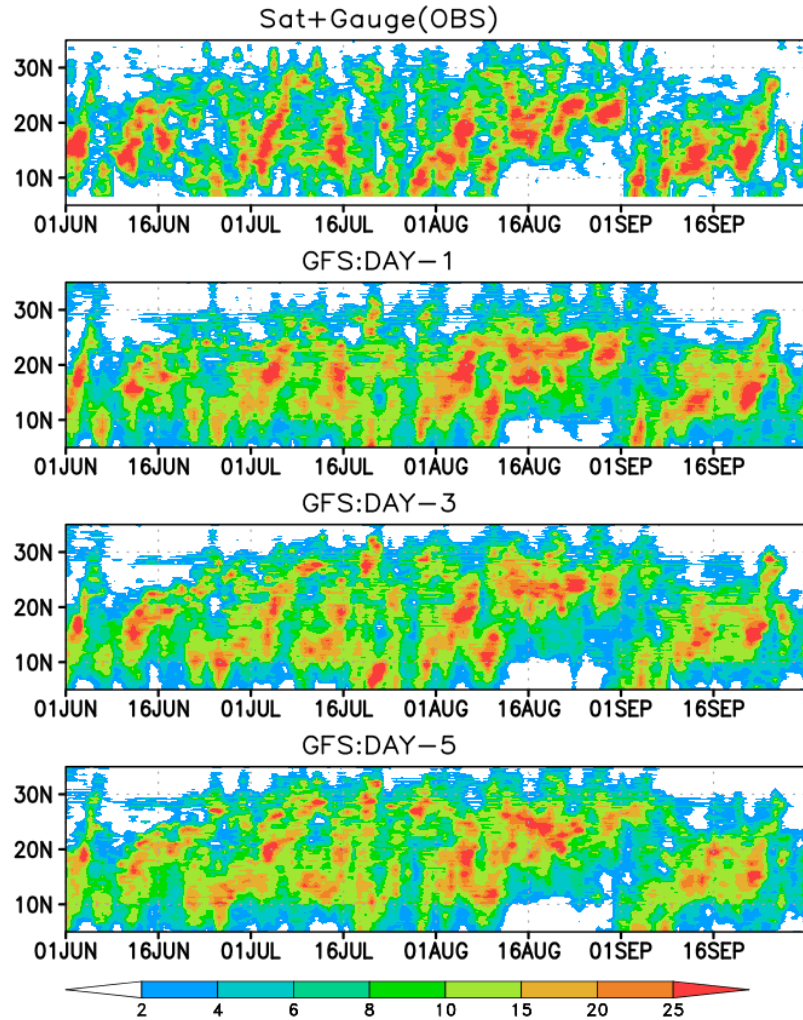 Sat+Gauge(OBS)
30N
20N
10N
01JUN 16JUN 01JUL 16JUL 01AUG 16AUG 01SEP 16SEP
GFS:DAY-1
30N
20N
10N
01JUN 16JUN 01JUL 16JUL 01AUG 16AUG 01SEP 16SEP
GFS:DAY-3
30N
20N
10N
01JUN 16JUN 01JUL 16JUL 01AUG 16AUG 01SEP 16SEP
GFS:DAY-5
30N
20N
10N
01JUN 16JUN 01JUL 16JUL 01AUG 16AUG 01SEP 16SEP
2 4 6 8 10 15 20 25